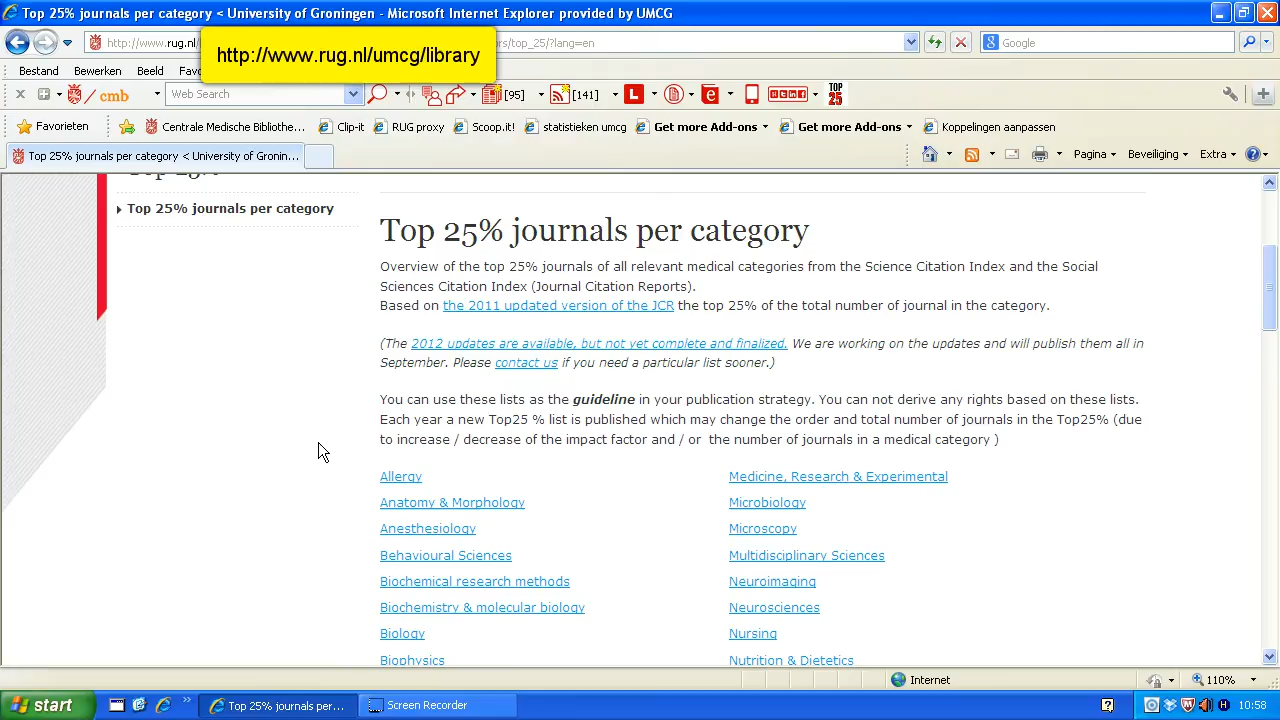 Top 25% journals per category < University of Groningen - Microsoft Internet Explorer provided by UMCG
http://www.rug.nl/
rs/top_25/?lang=en
Google
http://www.rug.nl/umcg/library
Bestand Bewerken Beeld Fav
cmb Web Search [95] [141] TOP 25
Favorieten Centrale Medische Bibliothe... Clip-it RUG proxy Scoop.it! statistieken umcg Get more Add-ons Get more Add-ons Koppelingen aanpassen
Top 25% journals per category < University of Gronin... Pagina Beveiliging Extra
Top 25%
Top 25% journals per category
Top 25% journals per category
Overview of the top 25% journals of all relevant medical categories from the Science Citation Index and the Social
Sciences Citation Index (Journal Citation Reports).
Based on the 2011 updated version of the JCR the top 25% of the total number of journal in the category.
(The 2012 updates are available, but not yet complete and finalized. We are working on the updates and will publish them all in
September. Please contact us if you need a particular list sooner.)
You can use these lists as the guideline in your publication strategy. You can not derive any rights based on these lists.
Each year a new Top25 % list is published which may change the order and total number of journals in the Top25% (due
to increase / decrease of the impact factor and / or the number of journals in a medical category )
Allergy
Anatomy & Morphology
Anesthesiology
Behavioural Sciences
Biochemical research methods
Biochemistry & molecular biology
Biology
Biophysics
Medicine, Research & Experimental
Microbiology
Microscopy
Multidisciplinary Sciences
Neuroimaging
Neurosciences
Nursing
Nutrition & Dietetics
Internet 110%
start Top 25% journals per... Screen Recorder 10:58